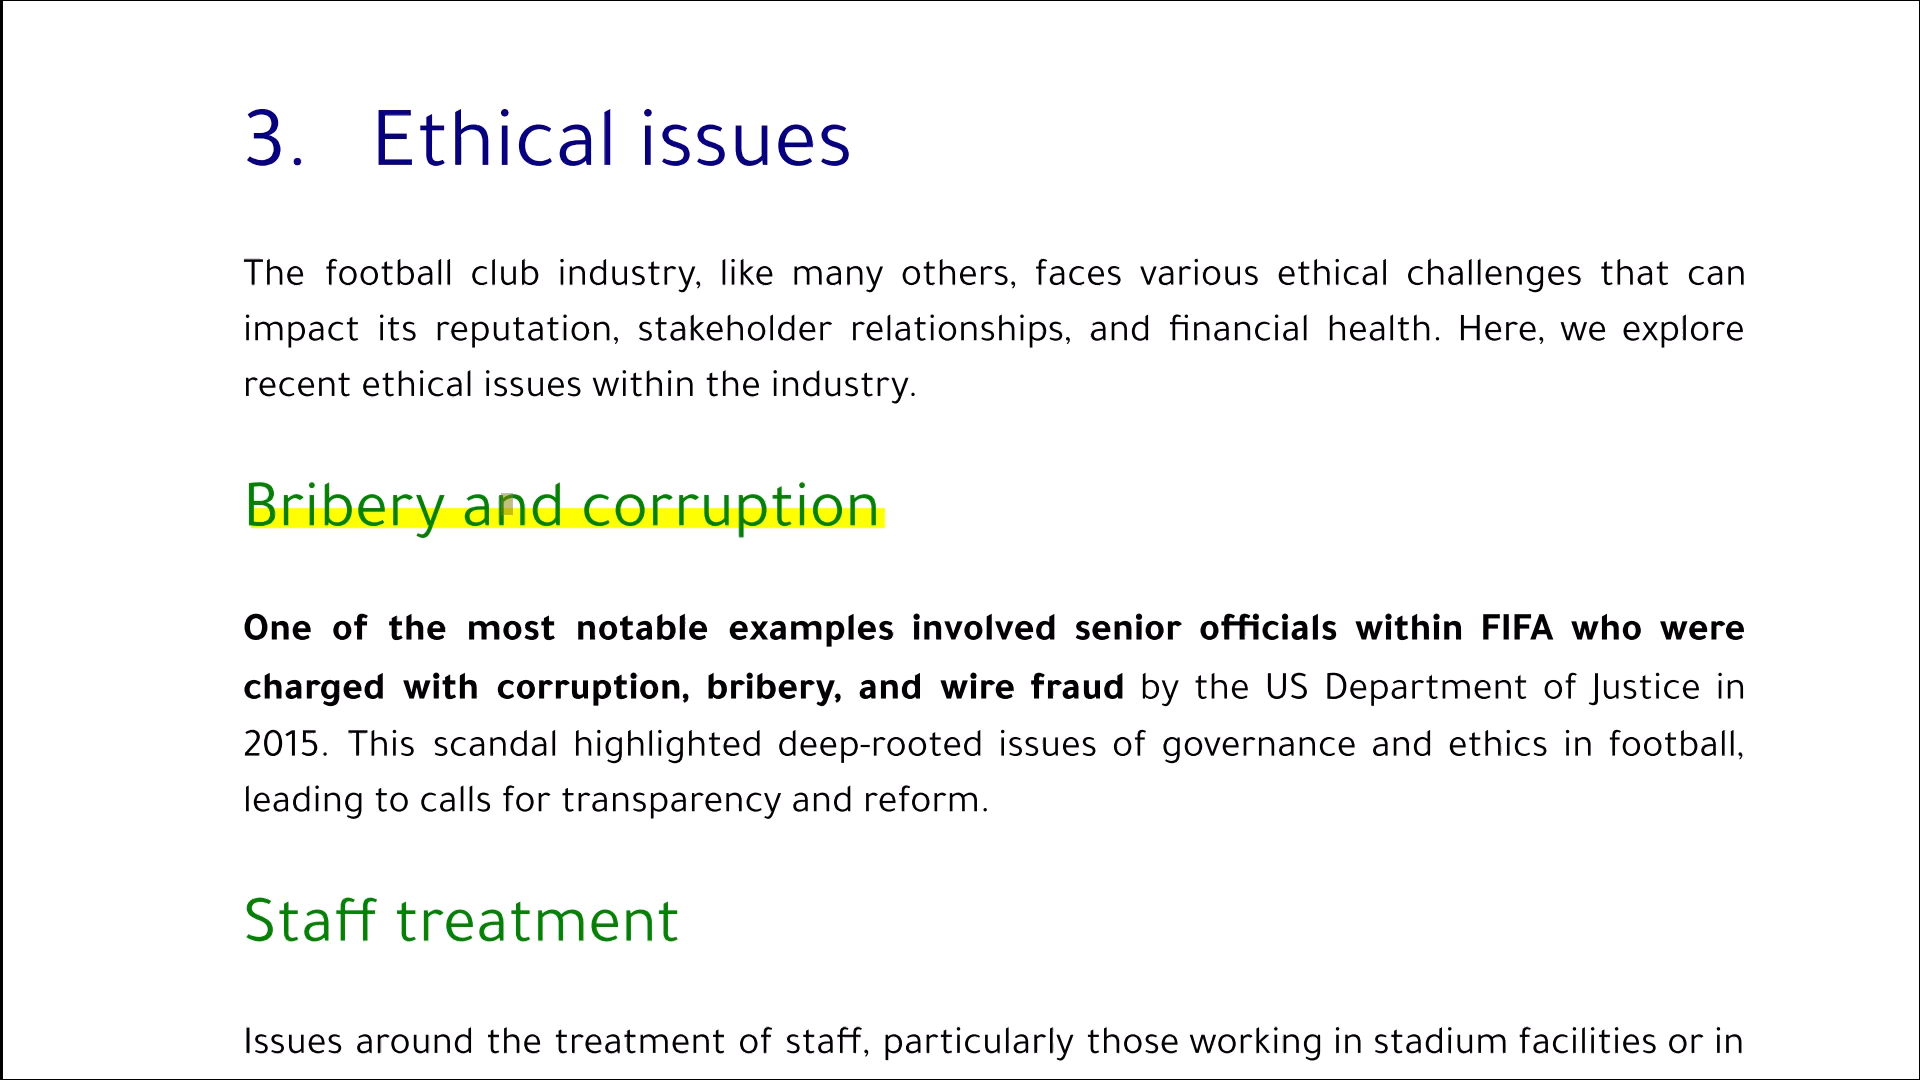 3. Ethical issues
The football club industry, like many others, faces various ethical challenges that can
impact its reputation, stakeholder relationships, and financial health. Here, we explore
recent ethical issues within the industry.
Bribery and corruption
One of the most notable examples involved senior officials within FIFA who were
charged with corruption, bribery, and wire fraud by the US Department of Justice in
2015. This scandal highlighted deep-rooted issues of governance and ethics in football,
leading to calls for transparency and reform.
Staff treatment
Issues around the treatment of staff, particularly those working in stadium facilities or in